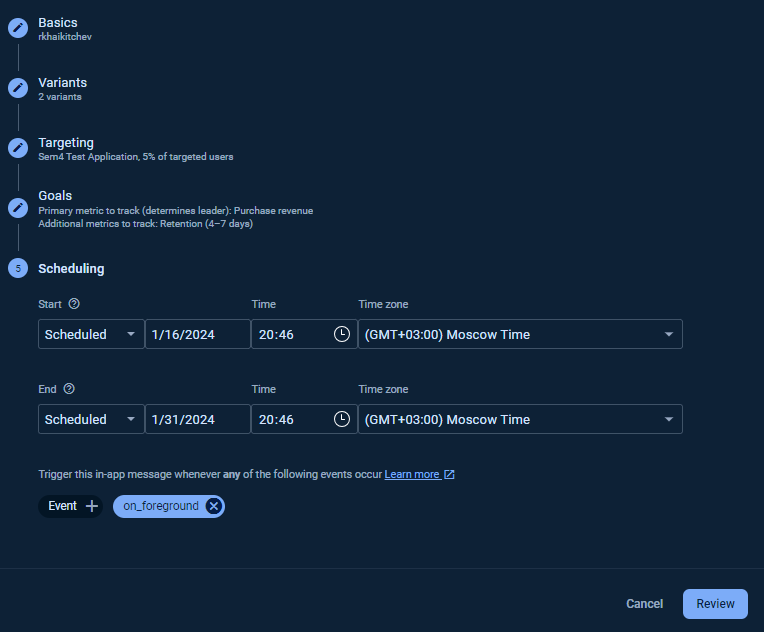 Basics
rkhaikitchev
Variants
2 variants
Targeting
Sem4 Test Application, 5% of targeted users
Goals
Primary metric to track (determines leader): Purchase revenue
Additional metrics to track: Retention (4–7 days)
5 Scheduling
Start Time Time zone
Scheduled 1/16/2024 20:46 (GMT+03:00) Moscow Time
End Time Time zone
Scheduled 1/31/2024 20:46 (GMT+03:00) Moscow Time
Trigger this in-app message whenever any of the following events occur Learn more
Event on_foreground
Cancel Review